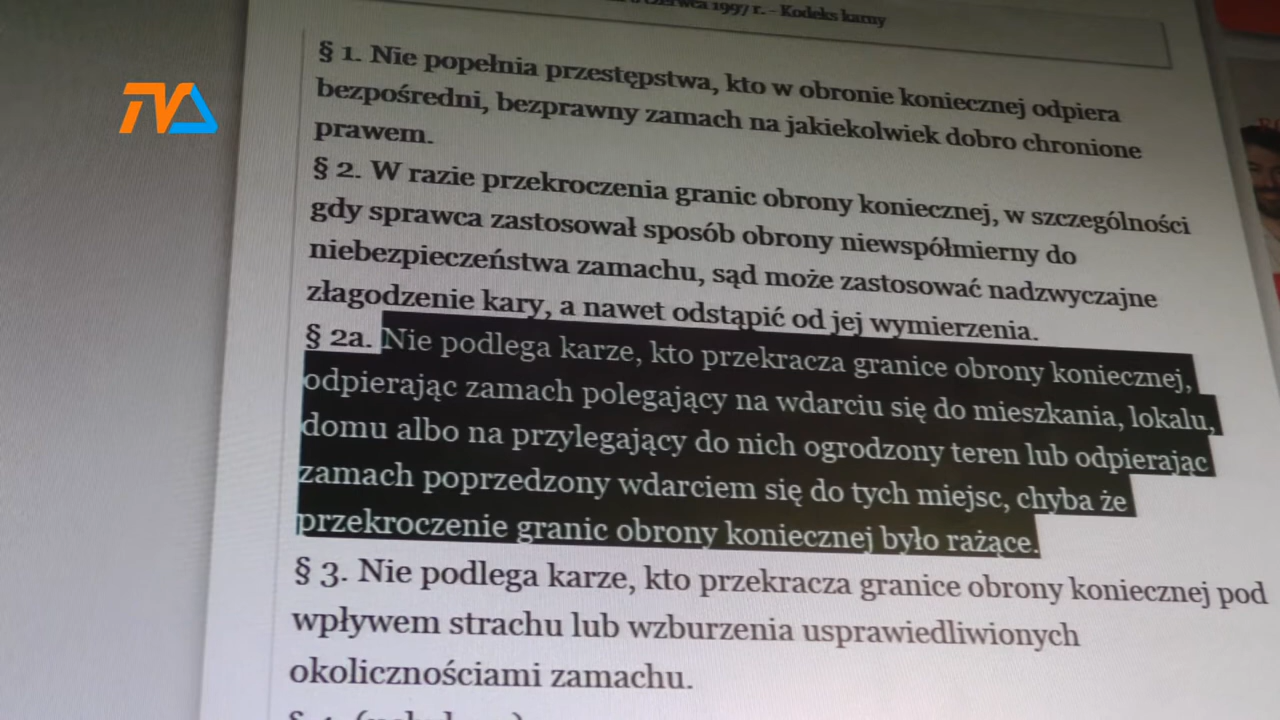 1997 r. - Kodeks karny
TVA
§ 1. Nie popełnia przestępstwa, kto w obronie koniecznej odpiera
bezpośredni, bezprawny zamach na jakiekolwiek dobro chronione
prawem.
§ 2. W razie przekroczenia granic obrony koniecznej, w szczególności
gdy sprawca zastosował sposób obrony niewspółmierny do
niebezpieczeństwa zamachu, sąd może zastosować nadzwyczajne
złagodzenie kary, a nawet odstąpić od jej wymierzenia.
§ 2a. Nie podlega karze, kto przekracza granice obrony koniecznej,
odpierając zamach polegający na wdarciu się do mieszkania, lokalu,
domu albo na przylegający do nich ogrodzony teren lub odpierając
zamach poprzedzony wdarciem się do tych miejsc, chyba że
przekroczenie granic obrony koniecznej było rażące.
§ 3. Nie podlega karze, kto przekracza granice obrony koniecznej pod
wpływem strachu lub wzburzenia usprawiedliwionych
okolicznościami zamachu.